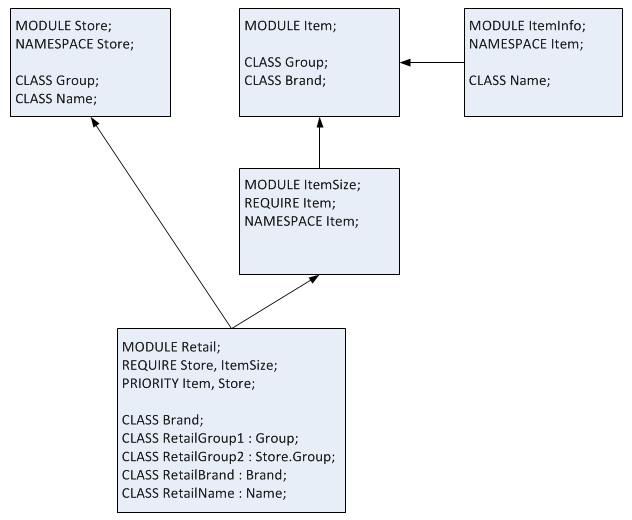 MODULE Store;
NAMESPACE Store;
CLASS Group;
CLASS Name;
MODULE Item;
CLASS Group;
CLASS Brand;
MODULE ItemInfo;
NAMESPACE Item;
CLASS Name;
MODULE ItemSize;
REQUIRE Item;
NAMESPACE Item;
MODULE Retail;
REQUIRE Store, ItemSize;
PRIORITY Item, Store;
CLASS Brand;
CLASS RetailGroup1 : Group;
CLASS RetailGroup2 : Store.Group;
CLASS RetailBrand : Brand;
CLASS RetailName : Name;